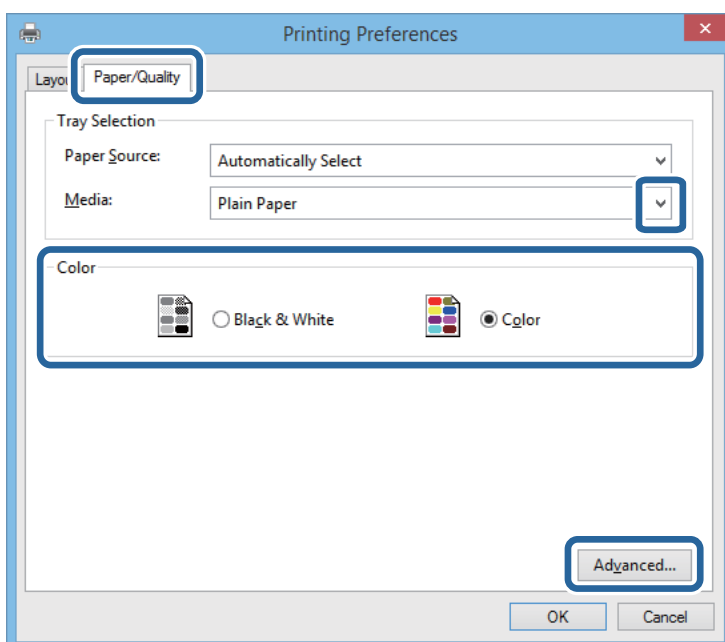 Printing Preferences
Layou Paper/Quality
Tray Selection
Paper Source: Automatically Select
Media: Plain Paper
Color
Black & White Color
Advanced...
OK Cancel